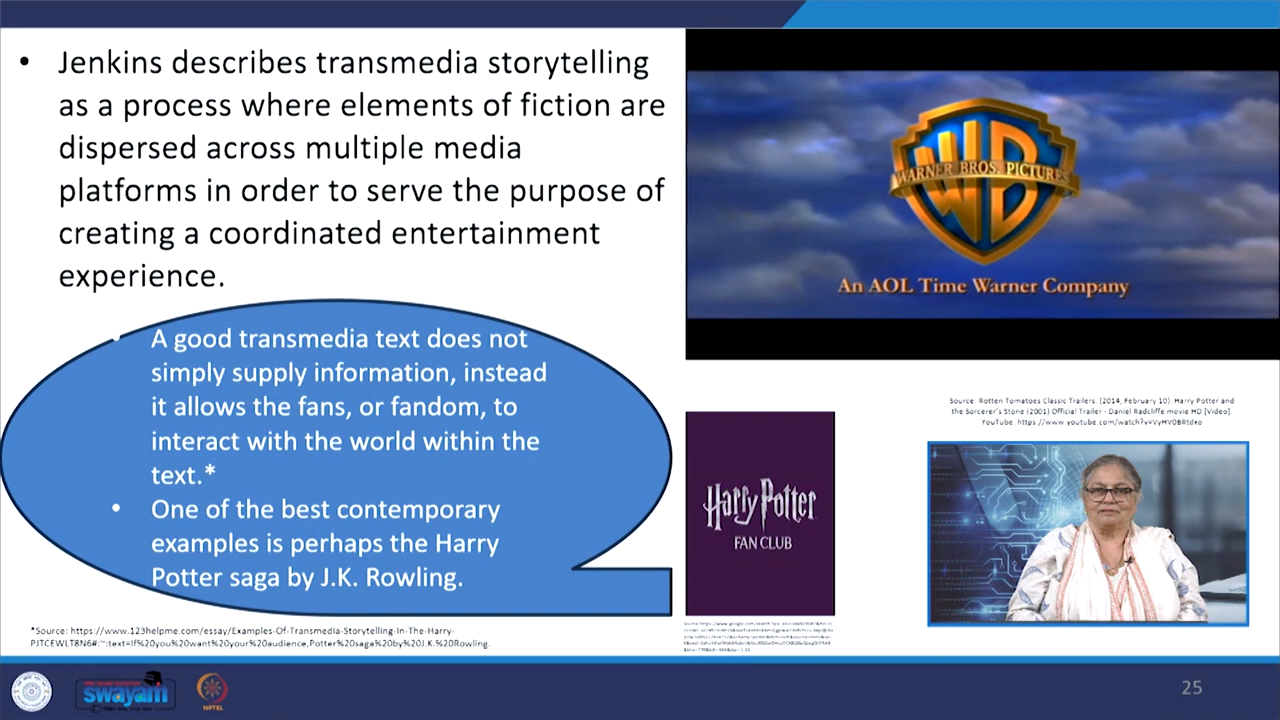 • Jenkins describes transmedia storytelling
as a process where elements of fiction are
dispersed across multiple media
platforms in order to serve the purpose of
creating a coordinated entertainment
experience.
• A good transmedia text does not
simply supply information, instead
it allows the fans, or fandom, to
interact with the world within the
text.*
• One of the best contemporary
examples is perhaps the Harry
Potter saga by J.K. Rowling.
*Source: https://www.123helpme.com/essay/Examples-Of-Transmedia-Storytelling-In-The-Harry-
PJTCEWLT8N6#:~:text=If%20you%20want%20your%20audience,Potter%20saga%20by%20J.K.%20Rowling.
WB
WARNER BROS. PICTURES
An AOL Time Warner Company
Source: Rotten Tomatoes Classic Trailers. (2014, February 10). Harry Potter and
the Sorcerer's Stone (2001) Official Trailer - Daniel Radcliffe movie HD [Video].
YouTube. https://www.youtube.com/watch?v=VyHV0BRtdxo
Harry Potter
FAN CLUB
swayam
NPTEL
25